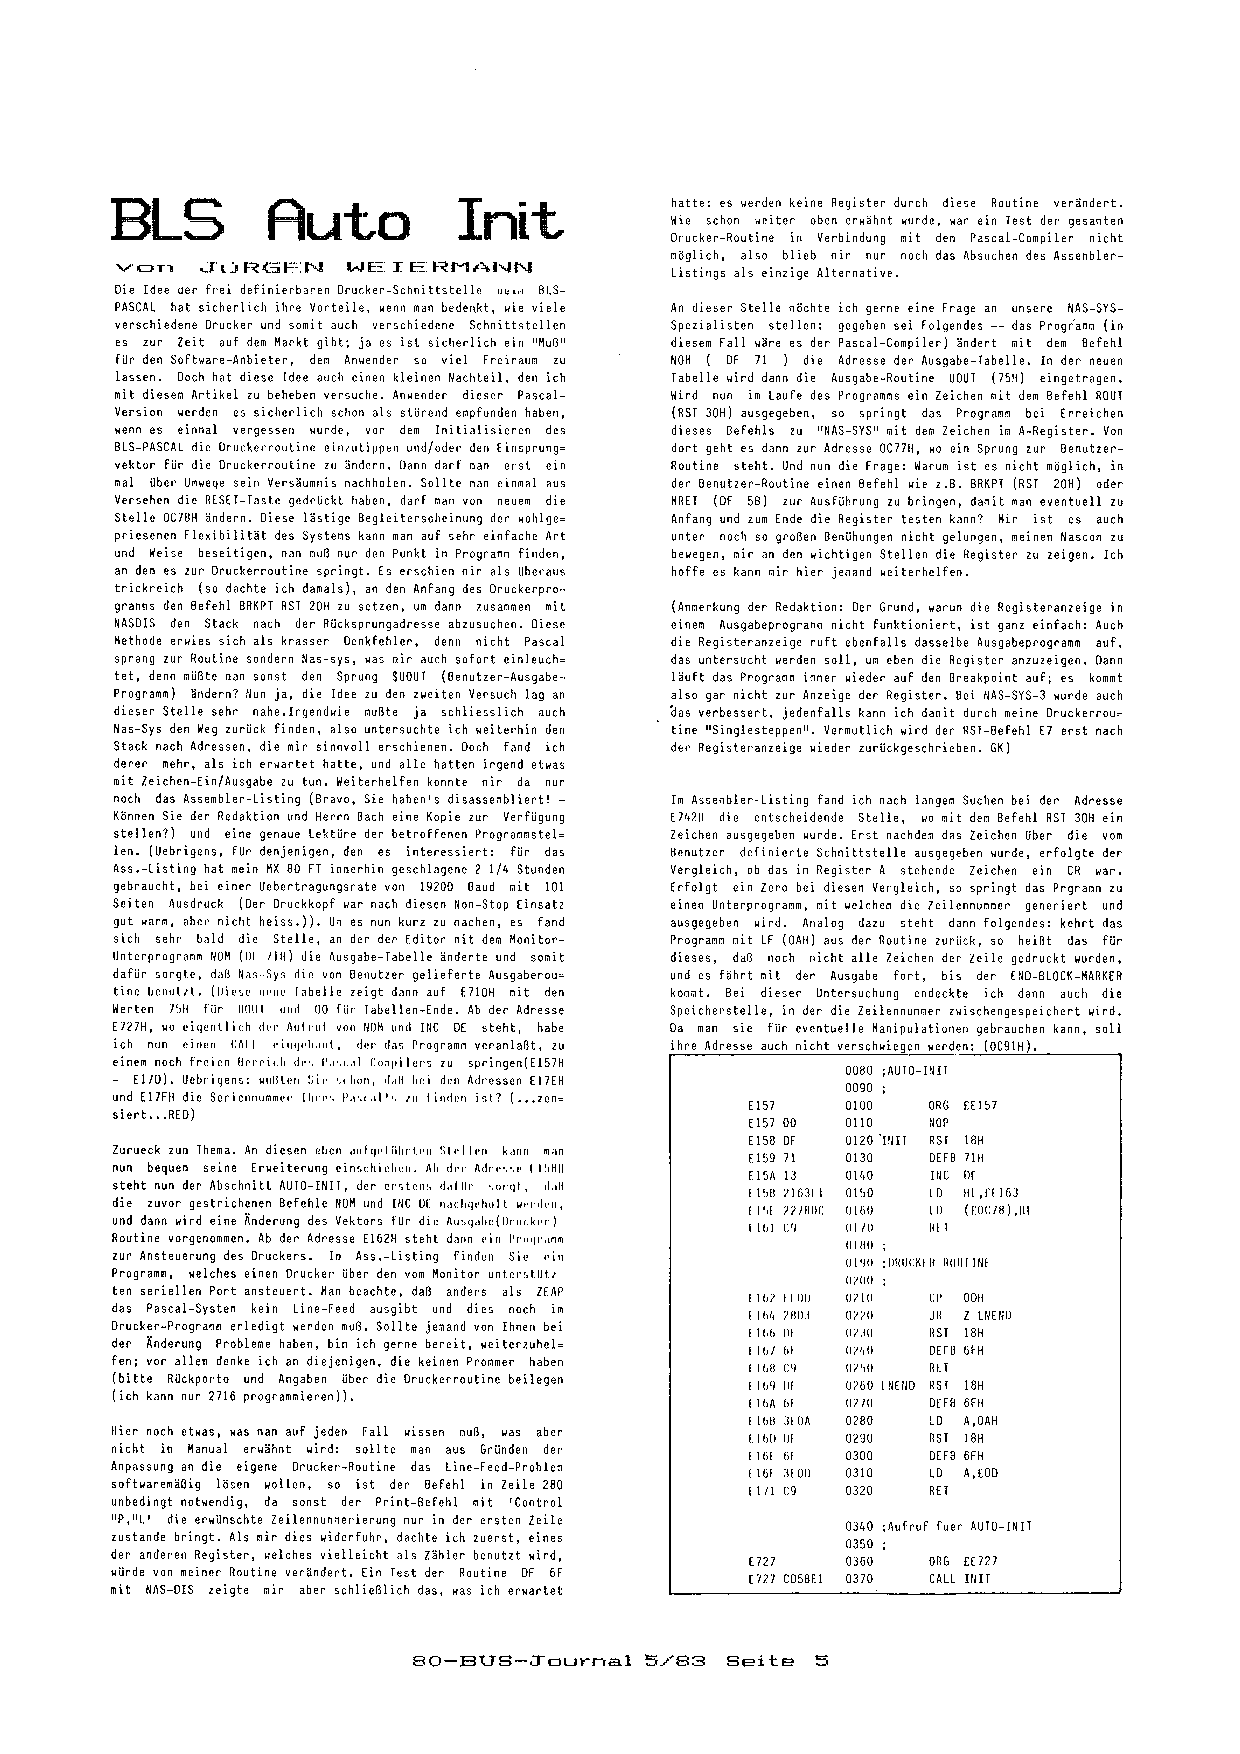 BLS Auto Init
von JÜRGEN WEIERMANN
Die Idee der frei definierbaren Drucker-Schnittstelle beim BLS-
PASCAL hat sicherlich ihre Vorteile, wenn man bedenkt, wie viele
verschiedene Drucker und somit auch verschiedene Schnittstellen
es zur Zeit auf dem Markt gibt; ja es ist sicherlich ein "Muß"
für den Software-Anbieter, dem Anwender so viel Freiraum zu
lassen. Doch hat diese Idee auch einen kleinen Nachteil, den ich
mit diesem Artikel zu beheben versuche. Anwender dieser Pascal-
Version werden es sicherlich schon als störend empfunden haben,
wenn es einmal vergessen wurde, vor dem Initialisieren des
BLS-PASCAL die Druckerroutine einzutippen und/oder den Einsprung=
vektor für die Druckerroutine zu ändern. Dann darf man erst ein
mal über Umwege sein Versäumnis nachholen. Sollte man einmal aus
Versehen die RESET-Taste gedrückt haben, darf man von neuem die
Stelle 0C78H ändern. Diese lästige Begleiterscheinung der wohlge=
priesenen Flexibilität des Systems kann man auf sehr einfache Art
und Weise beseitigen, man muß nur den Punkt im Programm finden,
an dem es zur Druckerroutine springt. Es erschien mir als überaus
trickreich (so dachte ich damals), an den Anfang des Druckerpro-
gramms den Befehl BRKPT RST 20H zu setzen, um dann zusammen mit
NASDIS den Stack nach der Rücksprungadresse abzusuchen. Diese
Methode erwies sich als krasser Denkfehler, denn nicht Pascal
sprang zur Routine sondern Nas-sys, was mir auch sofort einleuch=
tet, denn müßte man sonst den Sprung $UOUT (Benutzer-Ausgabe-
Programm) ändern? Nun ja, die Idee zu dem zweiten Versuch lag an
dieser Stelle sehr nahe.Irgendwie mußte ja schliesslich auch
Nas-Sys den Weg zurück finden, also untersuchte ich weiterhin den
Stack nach Adressen, die mir sinnvoll erschienen. Doch fand ich
derer mehr, als ich erwartet hatte, und alle hatten irgend etwas
mit Zeichen-Ein/Ausgabe zu tun. Weiterhelfen konnte mir da nur
noch das Assembler-Listing (Bravo, Sie haben's disassembliert! -
Können Sie der Redaktion und Herrn Bach eine Kopie zur Verfügung
stellen?) und eine genaue Lektüre der betroffenen Programmstel=
len. (Uebrigens, für denjenigen, den es interessiert: für das
Ass.-Listing hat mein MX 80 FT immerhin geschlagene 2 1/4 Stunden
gebraucht, bei einer Uebertragungsrate von 19200 Baud mit 101
Seiten Ausdruck (Der Druckkopf war nach diesem Non-Stop Einsatz
gut warm, aber nicht heiss.)). Um es nun kurz zu machen, es fand
sich sehr bald die Stelle, an der der Editor mit dem Monitor-
Unterprogramm NOM (DF 71H) die Ausgabe-Tabelle änderte und somit
dafür sorgte, daß Nas-Sys die vom Benutzer gelieferte Ausgaberou=
tine benutzt. (Diese neue Tabelle zeigt dann auf E710H mit den
Werten 75H für UOUT und 00 für Tabellen-Ende. Ab der Adresse
E727H, wo eigentlich der Aufruf von NOM und INC DE steht, habe
ich nun einen CALL eingebaut, der das Programm veranlaßt, zu
einem noch freien Bereich des Pascal Compilers zu springen(E157H
- E17D). Uebrigens: wußten Sie schon, daß bei den Adressen E17EH
und E17FH die Seriennummer Ihres Pascal's zu finden ist? (...zen=
siert...RED)

Zurueck zum Thema. An diesen eben aufgeführten Stellen kann man
nun bequem seine Erweiterung einschieben. Ab der Adresse E158H
steht nun der Abschnitt AUTO-INIT, der erstens dafür sorgt, daß
die zuvor gestrichenen Befehle NOM und INC DE nachgeholt werden,
und dann wird eine Änderung des Vektors für die Ausgabe(Drucker)
Routine vorgenommen. Ab der Adresse E162H steht dann ein Programm
zur Ansteuerung des Druckers. Im Ass.-Listing finden Sie ein
Programm, welches einen Drucker über den vom Monitor unterstütz
ten seriellen Port ansteuert. Man beachte, daß anders als ZEAP
das Pascal-System kein Line-Feed ausgibt und dies noch im
Drucker-Programm erledigt werden muß. Sollte jemand von Ihnen bei
der Änderung Probleme haben, bin ich gerne bereit, weiterzuhel=
fen; vor allem denke ich an diejenigen, die keinen Prommer haben
(bitte Rückporto und Angaben über die Druckerroutine beilegen
(ich kann nur 2716 programmieren)).

Hier noch etwas, was man auf jeden Fall wissen muß, was aber
nicht im Manual erwähnt wird: sollte man aus Gründen der
Anpassung an die eigene Drucker-Routine das Line-Feed-Problem
softwaremäßig lösen wollen, so ist der Befehl in Zeile 280
unbedingt notwendig, da sonst der Print-Befehl mit 'Control
"P,"L' die erwünschte Zeilennummerierung nur in der ersten Zeile
zustande bringt. Als mir dies widerfuhr, dachte ich zuerst, eines
der anderen Register, welches vielleicht als Zähler benutzt wird,
würde von meiner Routine verändert. Ein Test der Routine DF 6F
mit NAS-DIS zeigte mir aber schließlich das, was ich erwartet
hatte: es werden keine Register durch diese Routine verändert.
Wie schon weiter oben erwähnt wurde, war ein Test der gesamten
Drucker-Routine in Verbindung mit dem Pascal-Compiler nicht
möglich, also blieb mir nur noch das Absuchen des Assembler-
Listings als einzige Alternative.

An dieser Stelle möchte ich gerne eine Frage an unsere NAS-SYS-
Spezialisten stellen: gegeben sei Folgendes -- das Programm (in
diesem Fall wäre es der Pascal-Compiler) ändert mit dem Befehl
NOM ( DF 71 ) die Adresse der Ausgabe-Tabelle. In der neuen
Tabelle wird dann die Ausgabe-Routine UOUT (75H) eingetragen.
Wird nun im Laufe des Programms ein Zeichen mit dem Befehl ROUT
(RST 30H) ausgegeben, so springt das Programm bei Erreichen
dieses Befehls zu "NAS-SYS" mit dem Zeichen im A-Register. Von
dort geht es dann zur Adresse 0C77H, wo ein Sprung zur Benutzer-
Routine steht. Und nun die Frage: Warum ist es nicht möglich, in
der Benutzer-Routine einen Befehl wie z.B. BRKPT (RST 20H) oder
MRET (DF 5B) zur Ausführung zu bringen, damit man eventuell zu
Anfang und zum Ende die Register testen kann? Mir ist es auch
unter noch so großen Bemühungen nicht gelungen, meinen Nascom zu
bewegen, mir an den wichtigen Stellen die Register zu zeigen. Ich
hoffe es kann mir hier jemand weiterhelfen.

(Anmerkung der Redaktion: Der Grund, warum die Registeranzeige in
einem Ausgabeprogramm nicht funktioniert, ist ganz einfach: Auch
die Registeranzeige ruft ebenfalls dasselbe Ausgabeprogramm auf,
das untersucht werden soll, um eben die Register anzuzeigen. Dann
läuft das Programm immer wieder auf den Breakpoint auf; es kommt
also gar nicht zur Anzeige der Register. Bei NAS-SYS-3 wurde auch
das verbessert, jedenfalls kann ich damit durch meine Druckerrou=
tine "Singlesteppen". Vermutlich wird der RST-Befehl E7 erst nach
der Registeranzeige wieder zurückgeschrieben. GK)

Im Assembler-Listing fand ich nach langem Suchen bei der Adresse
E742H die entscheidende Stelle, wo mit dem Befehl RST 30H ein
Zeichen ausgegeben wurde. Erst nachdem das Zeichen über die vom
Benutzer definierte Schnittstelle ausgegeben wurde, erfolgte der
Vergleich, ob das in Register A stehende Zeichen ein CR war.
Erfolgt ein Zero bei diesem Vergleich, so springt das Prgramm zu
einem Unterprogramm, mit welchem die Zeilennummer generiert und
ausgegeben wird. Analog dazu steht dann folgendes: kehrt das
Programm mit LF (0AH) aus der Routine zurück, so heißt das für
dieses, daß noch nicht alle Zeichen der Zeile gedruckt wurden,
und es fährt mit der Ausgabe fort, bis der END-BLOCK-MARKER
kommt. Bei dieser Untersuchung endeckte ich dann auch die
Speicherstelle, in der die Zeilennummer zwischengespeichert wird.
Da man sie für eventuelle Manipulationen gebrauchen kann, soll
ihre Adresse auch nicht verschwiegen werden: (0C91H).
0080 ;AUTO-INIT
0090 ;
E157 0100 ORG £E157
E157 00 0110 NOP
E158 DF 0120 INIT RST 18H
E159 71 0130 DEFB 71H
E15A 13 0140 INC DE
E15B 2163E1 0150 LD HL,£E163
E15E 22780C 0160 LD (£0C78),HL
E161 C9 0170 RET
0180 ;
0190 ;DRUCKER ROUTINE
0200 ;
E162 FE0D 0210 CP 0DH
E164 2803 0220 JR Z LNEND
E166 DF 0230 RST 18H
E167 6F 0240 DEFB 6FH
E168 C9 0250 RET
E169 DF 0260 LNEND RST 18H
E16A 6F 0270 DEFB 6FH
E16B 3E0A 0280 LD A,0AH
E16D DF 0290 RST 18H
E16E 6F 0300 DEFB 6FH
E16F 3E0D 0310 LD A,£0D
E171 C9 0320 RET
0340 ;Aufruf fuer AUTO-INIT
0350 ;
E727 0360 ORG £E727
E727 CD58E1 0370 CALL INIT
80-BUS-Journal 5/83 Seite 5